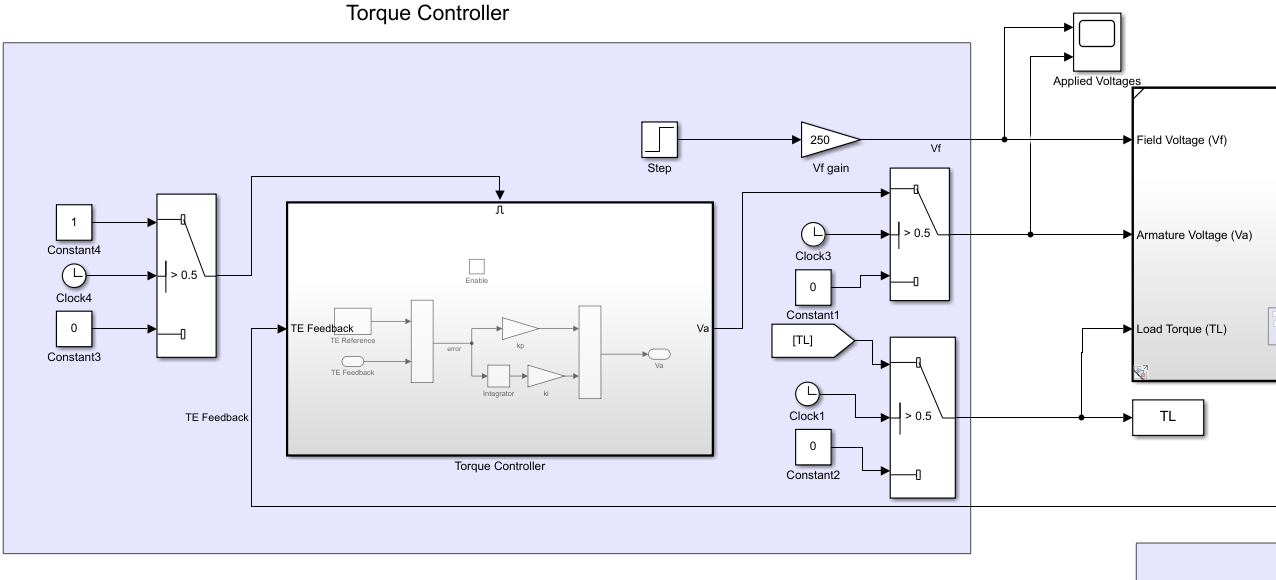 Torque Controller
Applied Voltages
250
Vf
Step
Vf gain
Field Voltage (Vf)
1
Constant4
> 0.5
Clock4
0
Constant3
Enable
TE Feedback
TE Reference
TE Feedback
error
kp
Integrator
ki
Va
Va
TE Feedback
Torque Controller
> 0.5
Clock3
0
Constant1
Armature Voltage (Va)
[TL]
> 0.5
Clock1
0
Constant2
Load Torque (TL)
TL